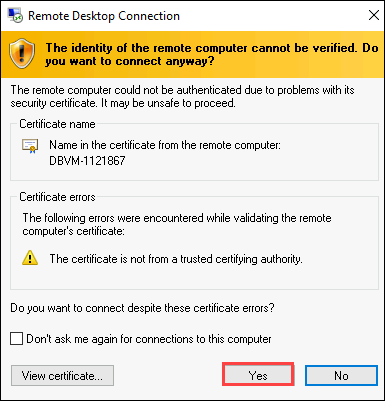 Remote Desktop Connection
The identity of the remote computer cannot be verified. Do
you want to connect anyway?
The remote computer could not be authenticated due to problems with its
security certificate. It may be unsafe to proceed.
Certificate name
Name in the certificate from the remote computer:
DBVM-1121867
Certificate errors
The following errors were encountered while validating the remote
computer's certificate:
The certificate is not from a trusted certifying authority.
Do you want to connect despite these certificate errors?
Don't ask me again for connections to this computer
View certificate... Yes No